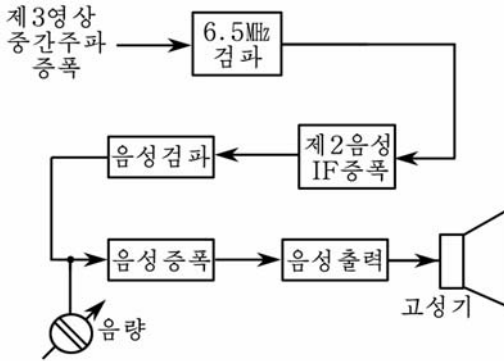 제3영상
중간주파
증폭
6.5MHz
검파
제2음성
IF증폭
음성검파
음성증폭
음성출력
고성기
음량